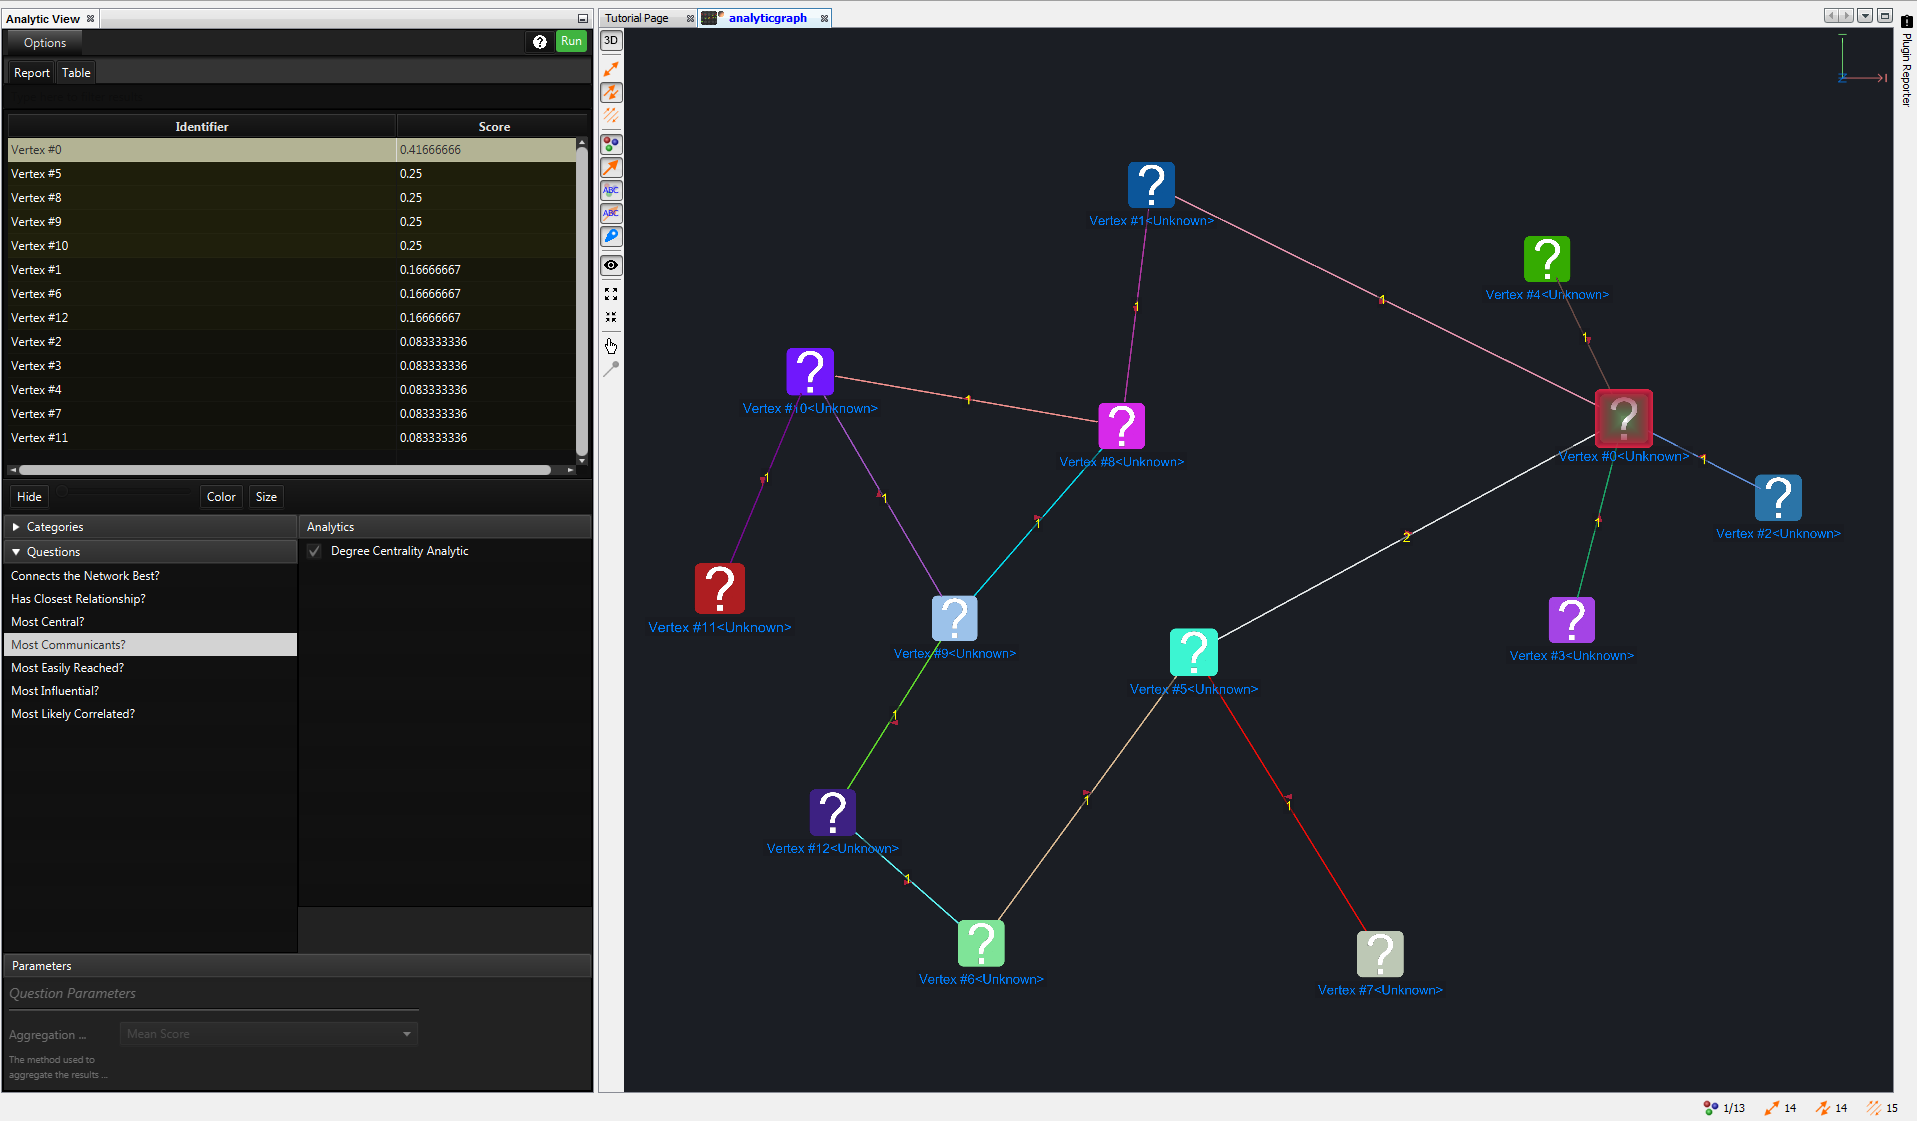 Analytic View
Tutorial Page
analyticgraph
Options
? Run
3D
Plugin Reporter
Report Table
Identifier Score
Vertex #0 0.41666666
Vertex #5 0.25
Vertex #8 0.25
Vertex #9 0.25
Vertex #10 0.25
Vertex #1 0.16666667
Vertex #6 0.16666667
Vertex #12 0.16666667
Vertex #2 0.083333336
Vertex #3 0.083333336
Vertex #4 0.083333336
Vertex #7 0.083333336
Vertex #11 0.083333336
Hide Color Size
Categories
Analytics
Questions
Degree Centrality Analytic
Connects the Network Best?
Has Closest Relationship?
Most Central?
Most Communicants?
Most Easily Reached?
Most Influential?
Most Likely Correlated?
Parameters
Question Parameters
Aggregation ... Mean Score
The method used to
aggregate the results ...
ABC
ABC
?
Vertex #1<Unknown>
?
Vertex #4<Unknown>
1
1
1
?
Vertex #10<Unknown>
1
?
Vertex #8<Unknown>
?
Vertex #0<Unknown>
1
?
Vertex #2<Unknown>
1
1
1
1
2
?
Vertex #11<Unknown>
?
Vertex #9<Unknown>
?
Vertex #5<Unknown>
?
Vertex #3<Unknown>
1
1
1
?
Vertex #12<Unknown>
1
?
Vertex #6<Unknown>
?
Vertex #7<Unknown>
1/13 14 14 15